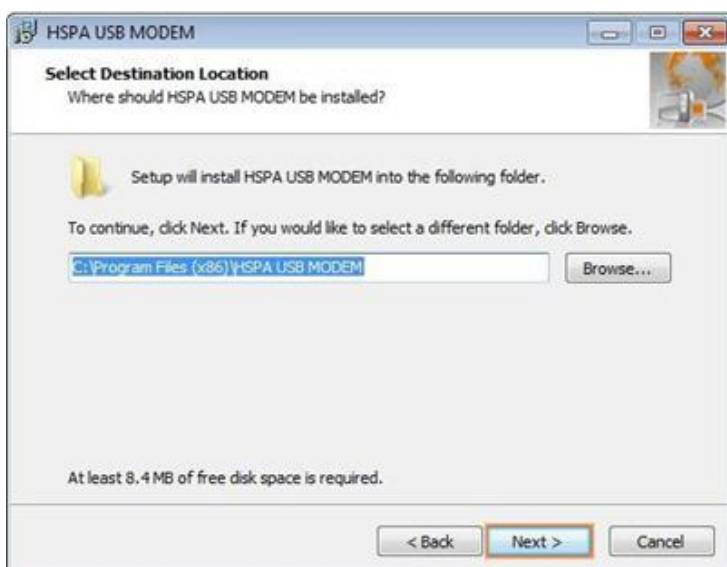 HSPA USB MODEM
Select Destination Location
Where should HSPA USB MODEM be installed?
Setup will install HSPA USB MODEM into the following folder.
To continue, click Next. If you would like to select a different folder, click Browse.
C:\Program Files (x86)\HSPA USB MODEM
Browse...
At least 8.4 MB of free disk space is required.
< Back Next > Cancel